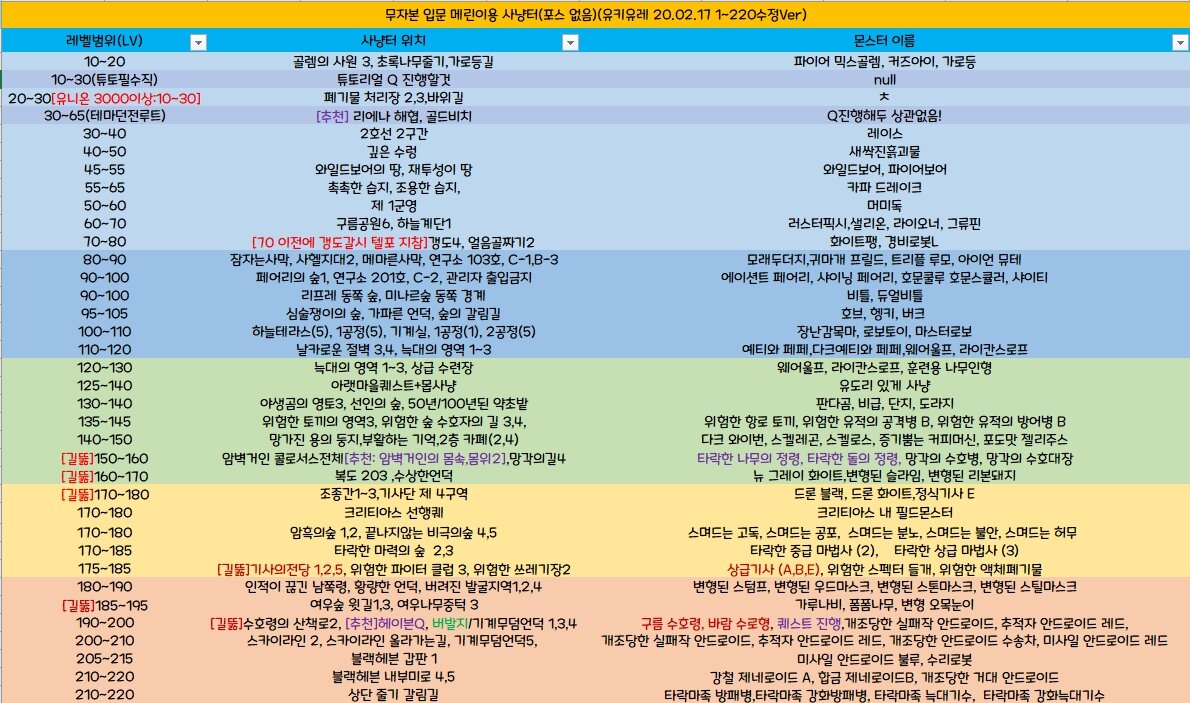 무자본 입문 메린이용 사냥터(포스 없음)(유키유레 20.02.17 1~220수정Ver)
레벨범위(LV) 사냥터 위치 몬스터 이름
10~20 골렘의 사원 3, 초록나무줄기,가로등길 파이어 믹스골렘, 커즈아이, 가로등
10~30(튜토필수직) 튜토리얼 Q 진행할것 null
20~30[유니온 3000이상:10~30] 폐기물 처리장 2,3,바위길 ㅊ
30~65(테마던전루트) [추천] 리에나 해협, 골드비치 Q진행해두 상관없음!
30~40 2호선 2구간 레이스
40~50 깊은 수렁 새싹진흙괴물
45~55 와일드보어의 땅, 재투성이 땅 와일드보어, 파이어보어
55~65 촉촉한 습지, 조용한 습지, 카파 드레이크
50~60 제 1군영 머미독
60~70 구름공원6, 하늘계단1 러스터픽시,샐리온, 라이오너, 그류핀
70~80 [70 이전에 갱도갈시 텔포 지참]갱도4, 얼음골짜기2 화이트팽, 경비로봇L
80~90 잠자는사막, 사헬지대2, 메마른사막, 연구소 103호, C-1,B-3 모래두더지,귀마개 프릴드, 트리플 루모, 아이언 뮤테
90~100 페어리의 숲1, 연구소 201호, C-2, 관리자 출입금지 에이션트 페어리, 샤이닝 페어리, 호문쿨루 호문스큘러, 샤이티
90~100 리프레 동쪽 숲, 미나르숲 동쪽 경계 비틀, 듀얼비틀
95~105 심술쟁이의 숲, 가파른 언덕, 숲의 갈림길 호브, 행키, 버크
100~110 하늘테라스(5), 1공정(5), 기계실, 1공정(1), 2공정(5) 장난감목마, 로보토이, 마스터로보
110~120 날카로운 절벽 3,4, 늑대의 영역 1~3 예티와 페페,다크예티와 페페,웨어울프, 라이칸스로프
120~130 늑대의 영역 1~3, 상급 수련장 웨어울프, 라이칸스로프, 훈련용 나무인형
125~140 아랫마을퀘스트+몹사냥 유도리 있게 사냥
130~140 야생곰의 영토3, 선인의 숲, 50년/100년된 약초밭 판다곰, 비급, 단지, 도라지
135~145 위험한 토끼의 영역3, 위험한 숲 수호자의 길 3,4, 위험한 항로 토끼, 위험한 유적의 공격병 B, 위험한 유적의 방어병 B
140~150 망가진 용의 둥지,부활하는 기억,2층 카페(2,4) 다크 와이번, 스켈레곤, 스켈로스, 증기뿜는 커피머신, 포도맛 젤리주스
[길뚫]150~160 암벽거인 콜로서스전체[추천: 암벽거인의 몸속,몸위2],망각의길4 타락한 나무의 정령, 타락한 돌의 정령, 망각의 수호병, 망각의 수호대장
[길뚫]160~170 복도 203 ,수상한언덕 뉴 그레이 화이트,변형된 슬라임, 변형된 리본돼지
[길뚫]170~180 조종간1~3,기사단 제 4구역 드론 블랙, 드론 화이트,정식기사 E
170~180 크리티아스 선행퀘 크리티아스 내 필드몬스터
170~180 암흑의숲 1,2, 끝나지않는 비극의숲 4,5 스며드는 고독, 스며드는 공포, 스며드는 분노, 스며드는 불안, 스며드는 허무
170~185 타락한 마력의 숲 2,3 타락한 중급 마법사 (2), 타락한 상급 마법사 (3)
175~185 [길뚫]기사의전당 1,2,5, 위험한 파이터 클럽 3, 위험한 쓰레기장2 상급기사 (A,B,E), 위험한 스펙터 들개, 위험한 액체폐기물
180~190 인적이 끊긴 남쪽령, 황량한 언덕, 버려진 발굴지역1,2,4 변형된 스텀프, 변형된 우드마스크, 변형된 스톤마스크, 변형된 스틸마스크
[길뚫]185~195 여우숲 윗길1,3, 여우나무중턱 3 가루나비, 폼폼나무, 변형 오목눈이
190~200 [길뚫]수호령의 산책로2, [추천]헤이븐Q, 버발지/기계무덤언덕 1,3,4 구름 수호령, 바람 수로형, 퀘스트 진행,개조당한 실패작 안드로이드, 추적자 안드로이드 레드,
200~210 스카이라인 2, 스카이라인 올라가는길, 기계무덤언덕5, 개조당한 실패작 안드로이드, 추적자 안드로이드 레드, 개조당한 안드로이드 수송차, 미사일 안드로이드 레드
205~215 블랙헤븐 갑판 1 미사일 안드로이드 블루, 수리로봇
210~220 블랙헤븐 내부미로 4,5 강철 제네로이드 A, 합금 제네로이드B, 개조당한 거대 안드로이드
210~220 상단 줄기 갈림길 타락마족 방패병,타락마족 강화방패병, 타락마족 늑대기수, 타락마족 강화늑대기수